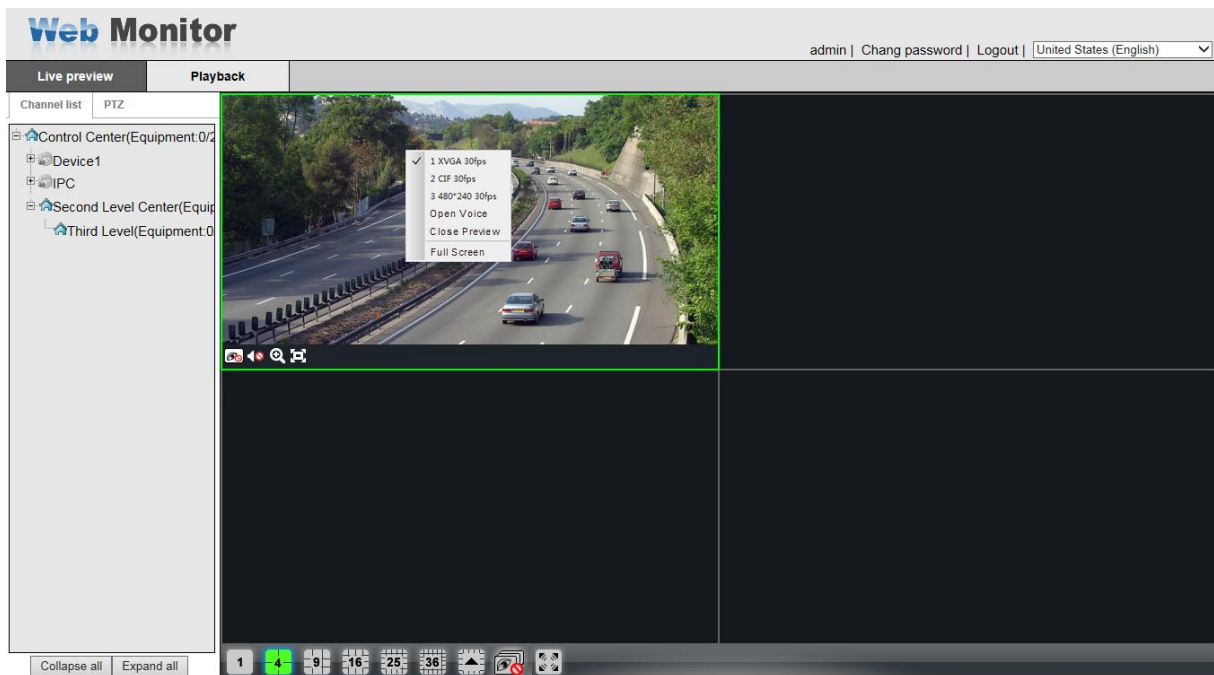 Web Monitor
admin | Chang password | Logout | United States (English)
Live preview Playback
Channel list PTZ
Control Center(Equipment:0/2
Device1
IPC
Second Level Center(Equip
Third Level(Equipment:0
1 XVGA 30fps
2 CIF 30fps
3 480*240 30fps
Open Voice
Close Preview
Full Screen
Collapse all Expand all
1 4 9 16 25 36